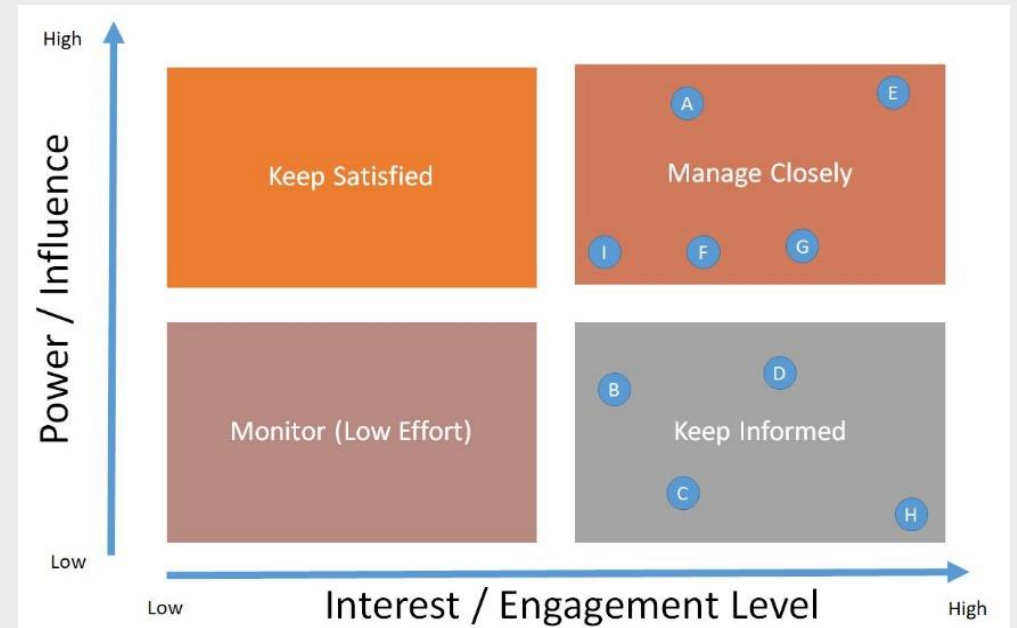 High
Power / Influence
A
E
Keep Satisfied
Manage Closely
I
F
G
B
D
Monitor (Low Effort)
Keep Informed
C
H
Low
Low
Interest / Engagement Level
High